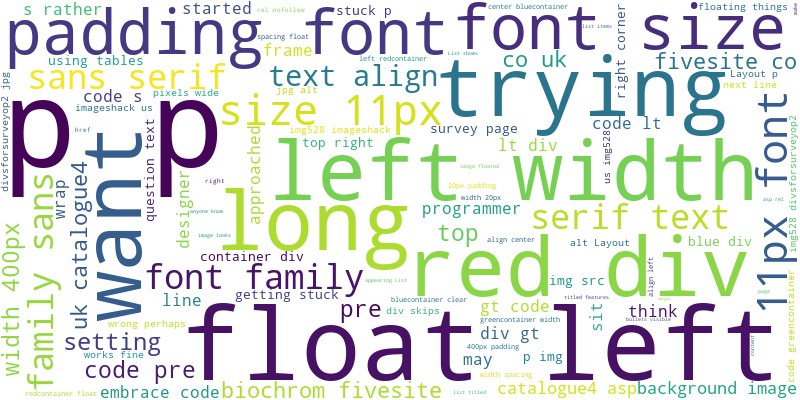 s rather
started
rel nofollow
center bluecontainer
floating things
make
padding font
stuck p
font size
spacing float
List shows
list items
using tables
frame
left redcontainer
co uk
fivesite co
sans serif
text align
trying
right corner
Layout p
code s
pixels wide
jpg alt
next line
imageshack us
size 11px
code lt
p p
survey page
img528 imageshack
top right
lt div
us img528
divsforsurveyop2 jpg
question text
approached
want
left width
image floared
asp rel
wrap
designer
long
right
20px padding
width 20px
programmer
serif text
anyone know
11px font
img528 divsforsurveyop2
family sans
uk catalogue4
image looks
top
align center
alt Layout
blue div
container div
red div
align left
width 400px
font family
appearing List
img src
page
line
getting stuck
pre
bluecontainer clear
titled features
gt code
sit
think
wrong perhaps
div skips
greencontainer width
bullets visible
setting
float left
div gt
works fine
400px padding
content
code greencontainer
code pre
may
p img
width spacing
redcontainer float
embrace code
biochrom fivesite
list titled
catalogue4 asp
background image
href